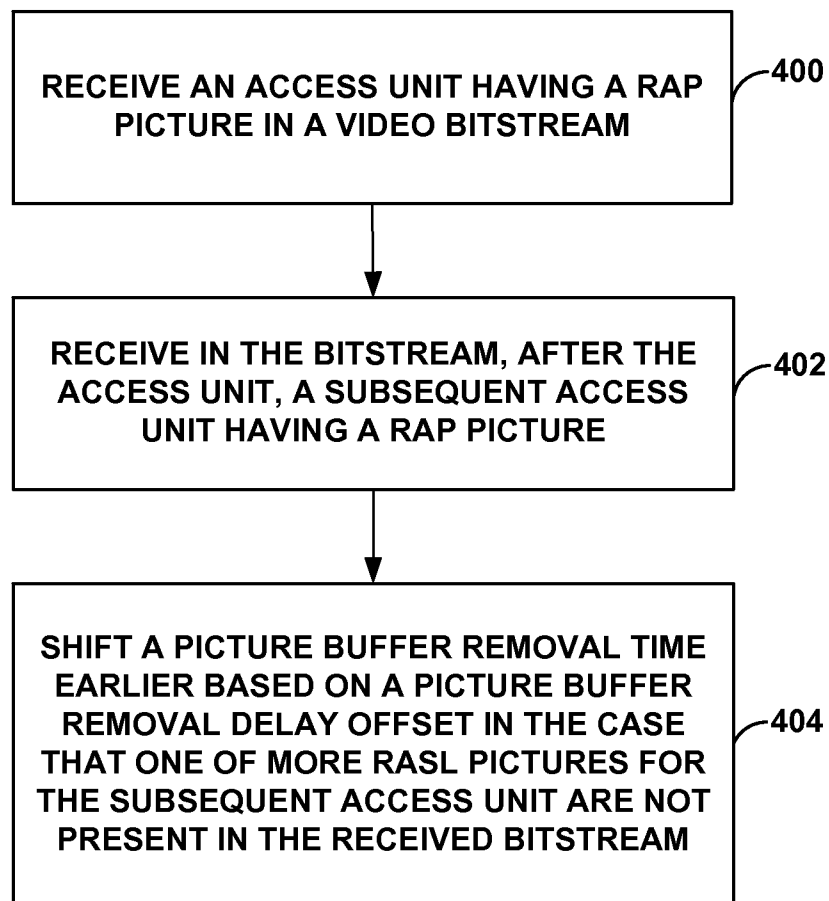 RECEIVE AN ACCESS UNIT HAVING A RAP
PICTURE IN A VIDEO BITSTREAM
400
RECEIVE IN THE BITSTREAM, AFTER THE
ACCESS UNIT, A SUBSEQUENT ACCESS
UNIT HAVING A RAP PICTURE
402
SHIFT A PICTURE BUFFER REMOVAL TIME
EARLIER BASED ON A PICTURE BUFFER
REMOVAL DELAY OFFSET IN THE CASE
THAT ONE OF MORE RASL PICTURES FOR
THE SUBSEQUENT ACCESS UNIT ARE NOT
PRESENT IN THE RECEIVED BITSTREAM
404